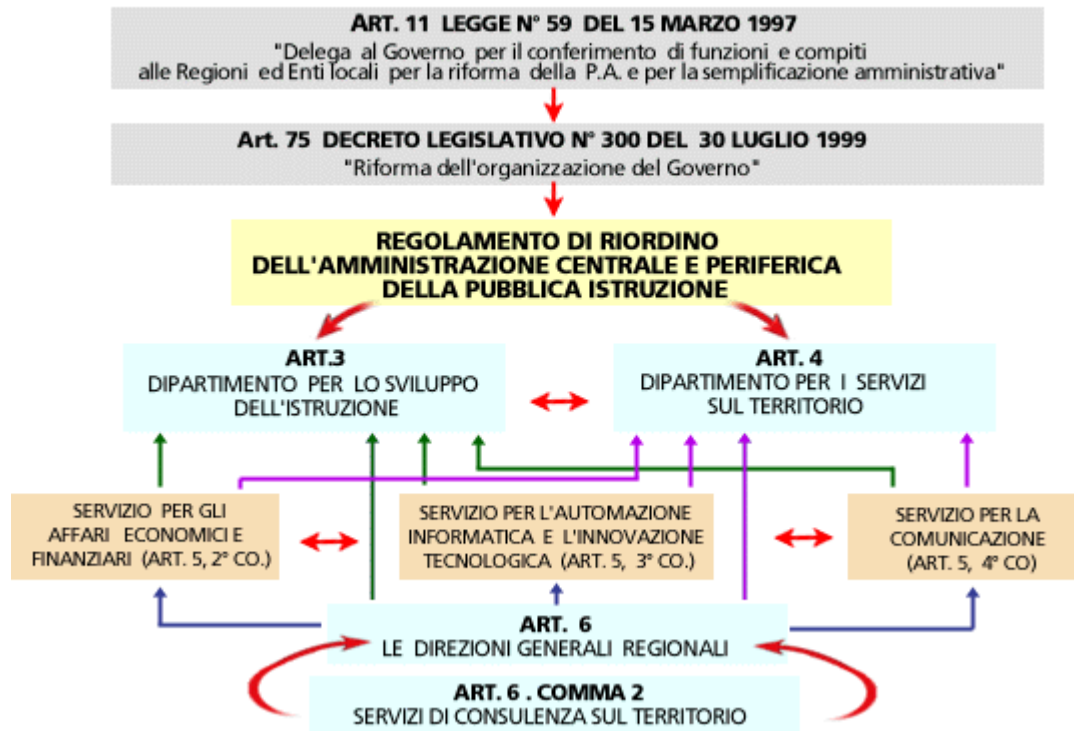 ART. 11 LEGGE N° 59 DEL 15 MARZO 1997
"Delega al Governo per il conferimento di funzioni e compiti
alle Regioni ed Enti locali per la riforma della P.A. e per la semplificazione amministrativa"
Art. 75 DECRETO LEGISLATIVO N° 300 DEL 30 LUGLIO 1999
"Riforma dell'organizzazione del Governo"
REGOLAMENTO DI RIORDINO
DELL'AMMINISTRAZIONE CENTRALE E PERIFERICA
DELLA PUBBLICA ISTRUZIONE
ART.3
DIPARTIMENTO PER LO SVILUPPO
DELL'ISTRUZIONE
ART. 4
DIPARTIMENTO PER I SERVIZI
SUL TERRITORIO
SERVIZIO PER GLI
AFFARI ECONOMICI E
FINANZIARI (ART. 5, 2° CO.)
SERVIZIO PER L'AUTOMAZIONE
INFORMATICA E L'INNOVAZIONE
TECNOLOGICA (ART. 5, 3° CO.)
SERVIZIO PER LA
COMUNICAZIONE
(ART. 5, 4° CO)
ART. 6
LE DIREZIONI GENERALI REGIONALI
ART. 6 . COMMA 2
SERVIZI DI CONSULENZA SUL TERRITORIO